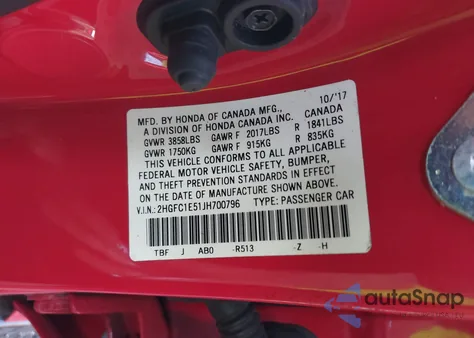 MFD. BY HONDA OF CANADA MFG., 10/'17
A DIVISION OF HONDA CANADA INC. CANADA
GVWR 3858LBS GAWR F 2017LBS R 1841LBS
GVWR 1750KG GAWR F 915KG R 835KG
THIS VEHICLE CONFORMS TO ALL APPLICABLE
FEDERAL MOTOR VEHICLE SAFETY, BUMPER,
AND THEFT PREVENTION STANDARDS IN EFFECT
ON THE DATE OF MANUFACTURE SHOWN ABOVE.
V.I.N.: 2HGFC1E51JH700796 TYPE: PASSENGER CAR
TBF J AB0 -R513 -Z -H
autoSnap